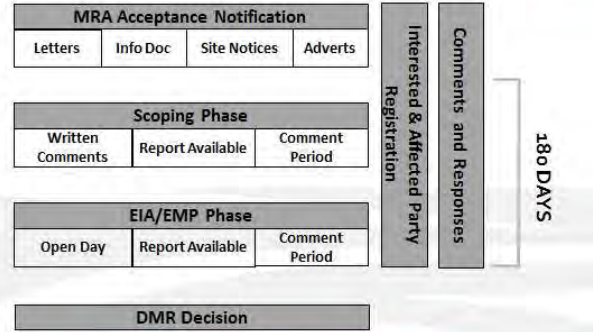 MRA Acceptance Notification
Letters
Info Doc
Site Notices
Adverts
Scoping Phase
Written
Comments
Report Available
Comment
Period
EIA/EMP Phase
Open Day
Report Available
Comment
Period
DMR Decision
Interested & Affected Party
Registration
Comments and Responses
180 DAYS